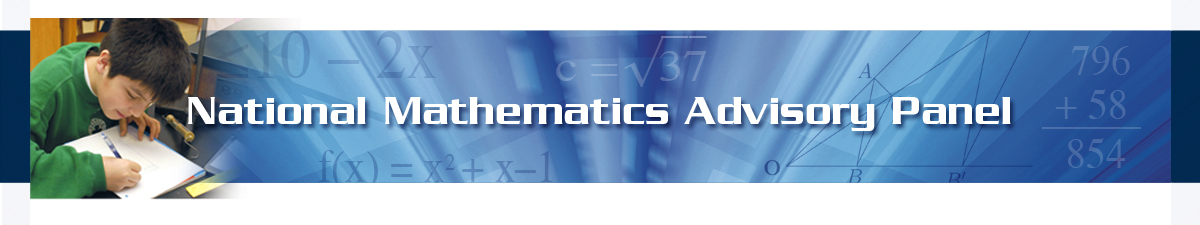 ≤10 – 2x
c = √37
A
796
+ 58
854
National Mathematics Advisory Panel
f(x) = x² + x–1
O
B
B'